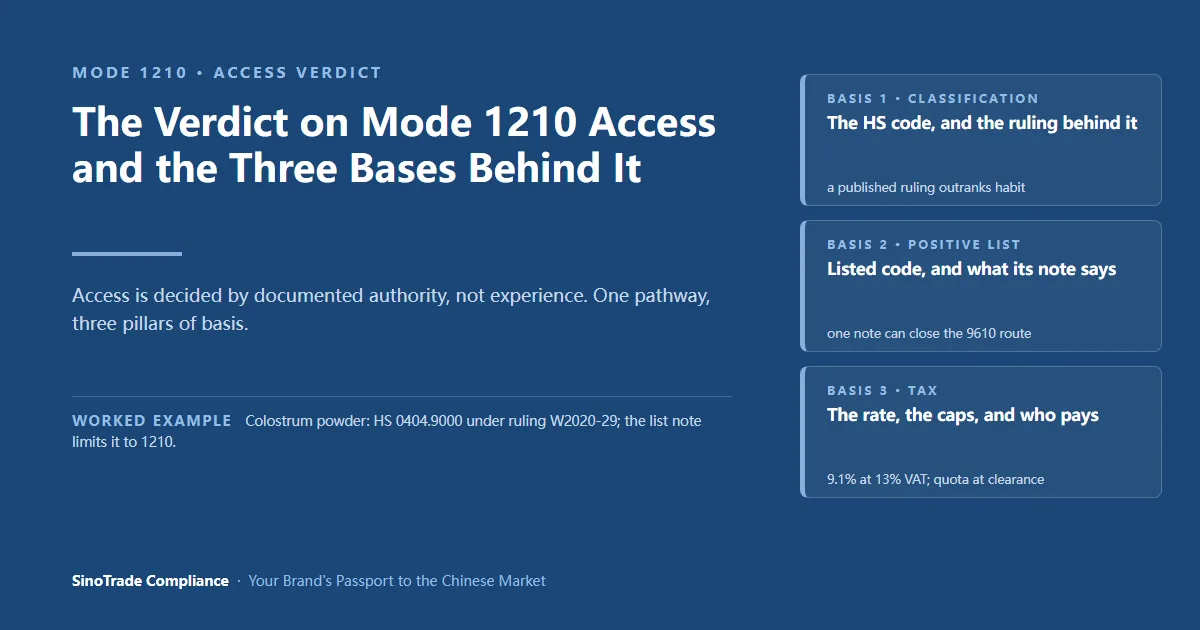 MODE 1210 • ACCESS VERDICT
The Verdict on Mode 1210 Access
and the Three Bases Behind It
Access is decided by documented authority, not experience. One pathway,
three pillars of basis.
WORKED EXAMPLE Colostrum powder: HS 0404.9000 under ruling W2020-29; the list note
limits it to 1210.
SinoTrade Compliance · Your Brand's Passport to the Chinese Market
BASIS 1 • CLASSIFICATION
The HS code, and the ruling behind it
a published ruling outranks habit
BASIS 2 • POSITIVE LIST
Listed code, and what its note says
one note can close the 9610 route
BASIS 3 • TAX
The rate, the caps, and who pays
9.1% at 13% VAT; quota at clearance